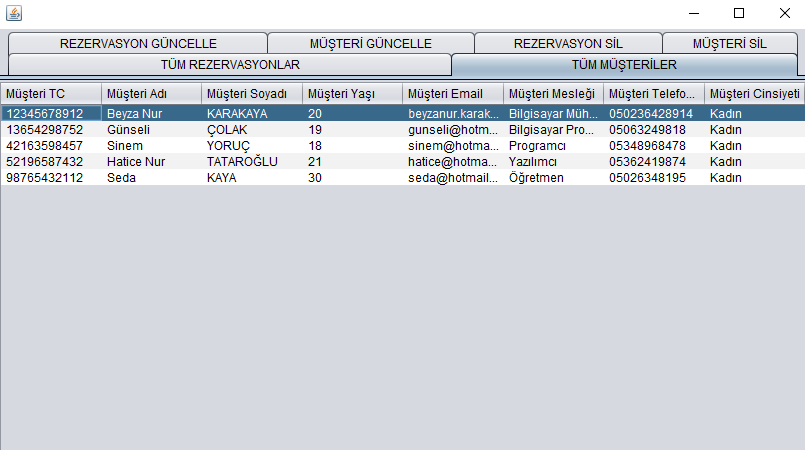 REZERVASYON GÜNCELLE MÜŞTERİ GÜNCELLE REZERVASYON SİL MÜŞTERİ SİL
TÜM REZERVASYONLAR TÜM MÜŞTERİLER
Müşteri TC Müşteri Adı Müşteri Soyadı Müşteri Yaşı Müşteri Email Müşteri Mesleği Müşteri Telefo... Müşteri Cinsiyeti
12345678912 Beyza Nur KARAKAYA 20 beyzanur.karak... Bilgisayar Müh... 050236428914 Kadın
13654298752 Günseli ÇOLAK 19 gunseli@hotm... Bilgisayar Pro... 05063249818 Kadın
42163598457 Sinem YORUÇ 18 sinem@hotma... Programcı 05348968478 Kadın
52196587432 Hatice Nur TATAROĞLU 21 hatice@hotma... Yazılımcı 05362419874 Kadın
98765432112 Seda KAYA 30 seda@hotmail... Öğretmen 05026348195 Kadın